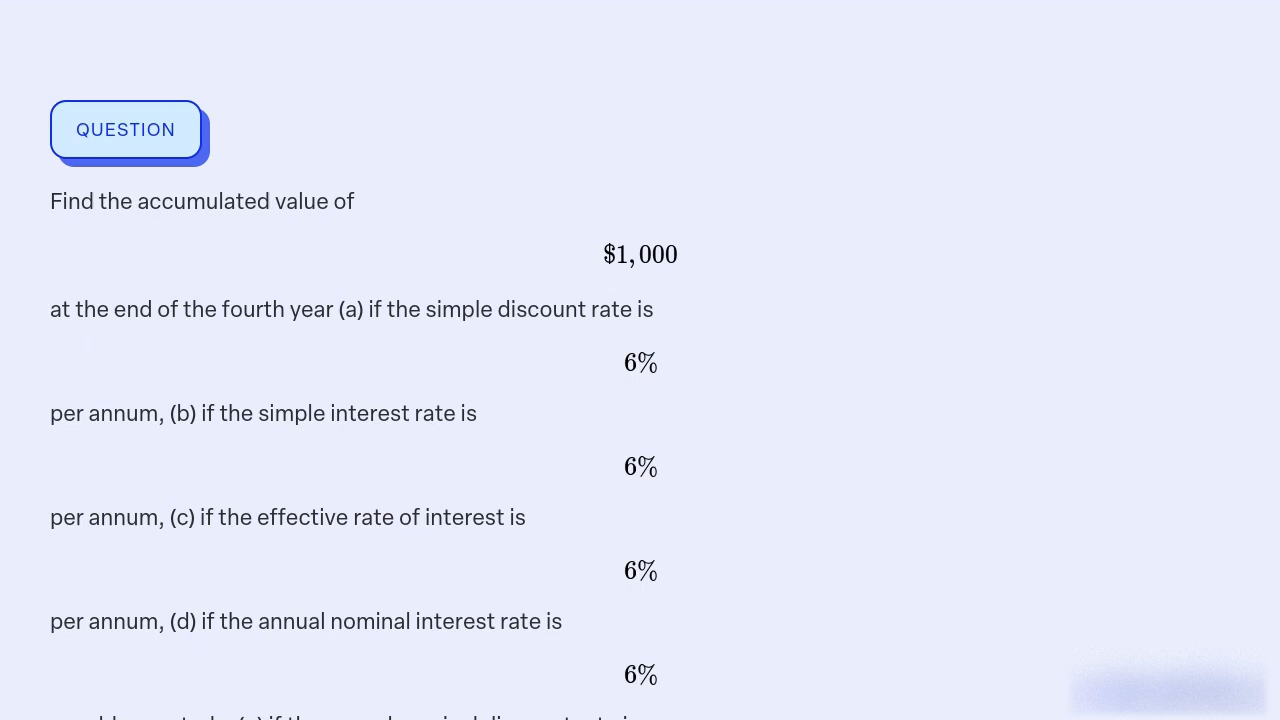 QUESTION
Find the accumulated value of
$1,000
at the end of the fourth year (a) if the simple discount rate is
6%
per annum, (b) if the simple interest rate is
6%
per annum, (c) if the effective rate of interest is
6%
per annum, (d) if the annual nominal interest rate is
6%